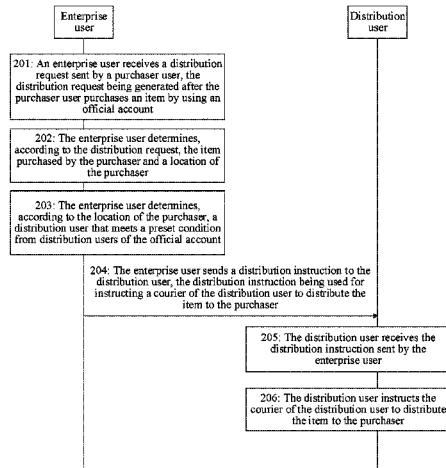 Enterprise
user
Distribution
user
201: An enterprise user receives a distribution
request sent by a purchaser user, the
distribution request being generated after the
purchaser user purchases an item by using an
official account
202: The enterprise user determines,
according to the distribution request, the item
purchased by the purchaser and a location of
the purchaser
203: The enterprise user determines,
according to the location of the purchaser, a
distribution user that meets a preset condition
from distribution users of the official account
204: The enterprise user sends a distribution instruction to the
distribution user, the distribution instruction being used for
instructing a courier of the distribution user to distribute the
item to the purchaser
205: The distribution user receives the
distribution instruction sent by the
enterprise user
206: The distribution user instructs the
courier of the distribution user to distribute
the item to the purchaser